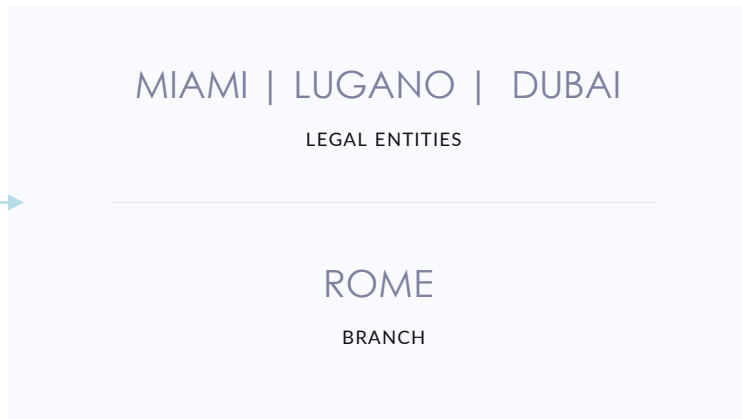 MIAMI | LUGANO | DUBAI
LEGAL ENTITIES
ROME
BRANCH